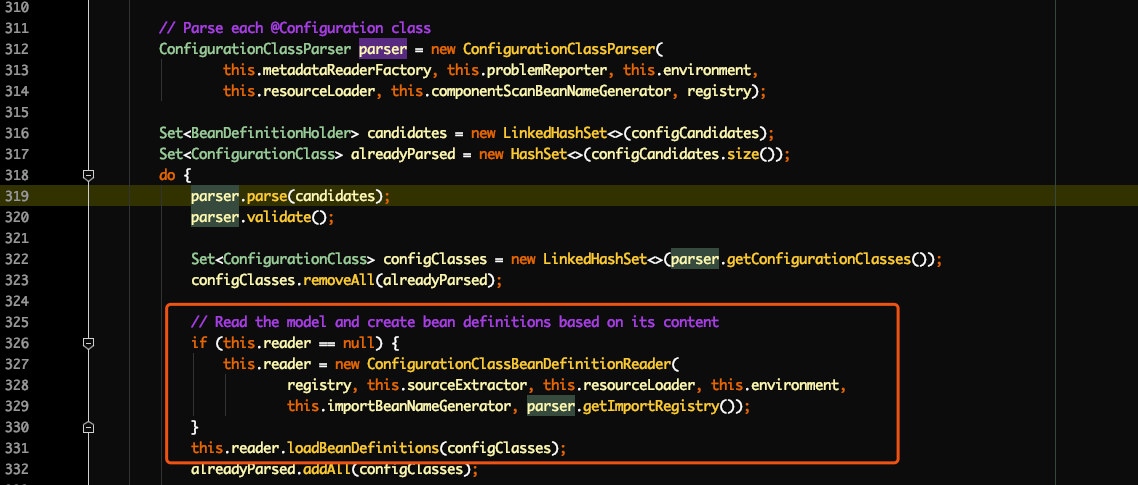 310
311 // Parse each @Configuration class
312 ConfigurationClassParser parser = new ConfigurationClassParser(
313 this.metadataReaderFactory, this.problemReporter, this.environment,
314 this.resourceLoader, this.componentScanBeanNameGenerator, registry);
315
316 Set<BeanDefinitionHolder> candidates = new LinkedHashSet<>(configCandidates);
317 Set<ConfigurationClass> alreadyParsed = new HashSet<>(configCandidates.size());
318 do {
319 parser.parse(candidates);
320 parser.validate();
321
322 Set<ConfigurationClass> configClasses = new LinkedHashSet<>(parser.getConfigurationClasses());
323 configClasses.removeAll(alreadyParsed);
324
325 // Read the model and create bean definitions based on its content
326 if (this.reader == null) {
327 this.reader = new ConfigurationClassBeanDefinitionReader(
328 registry, this.sourceExtractor, this.resourceLoader, this.environment,
329 this.importBeanNameGenerator, parser.getImportRegistry());
330 }
331 this.reader.loadBeanDefinitions(configClasses);
332 alreadyParsed.addAll(configClasses);